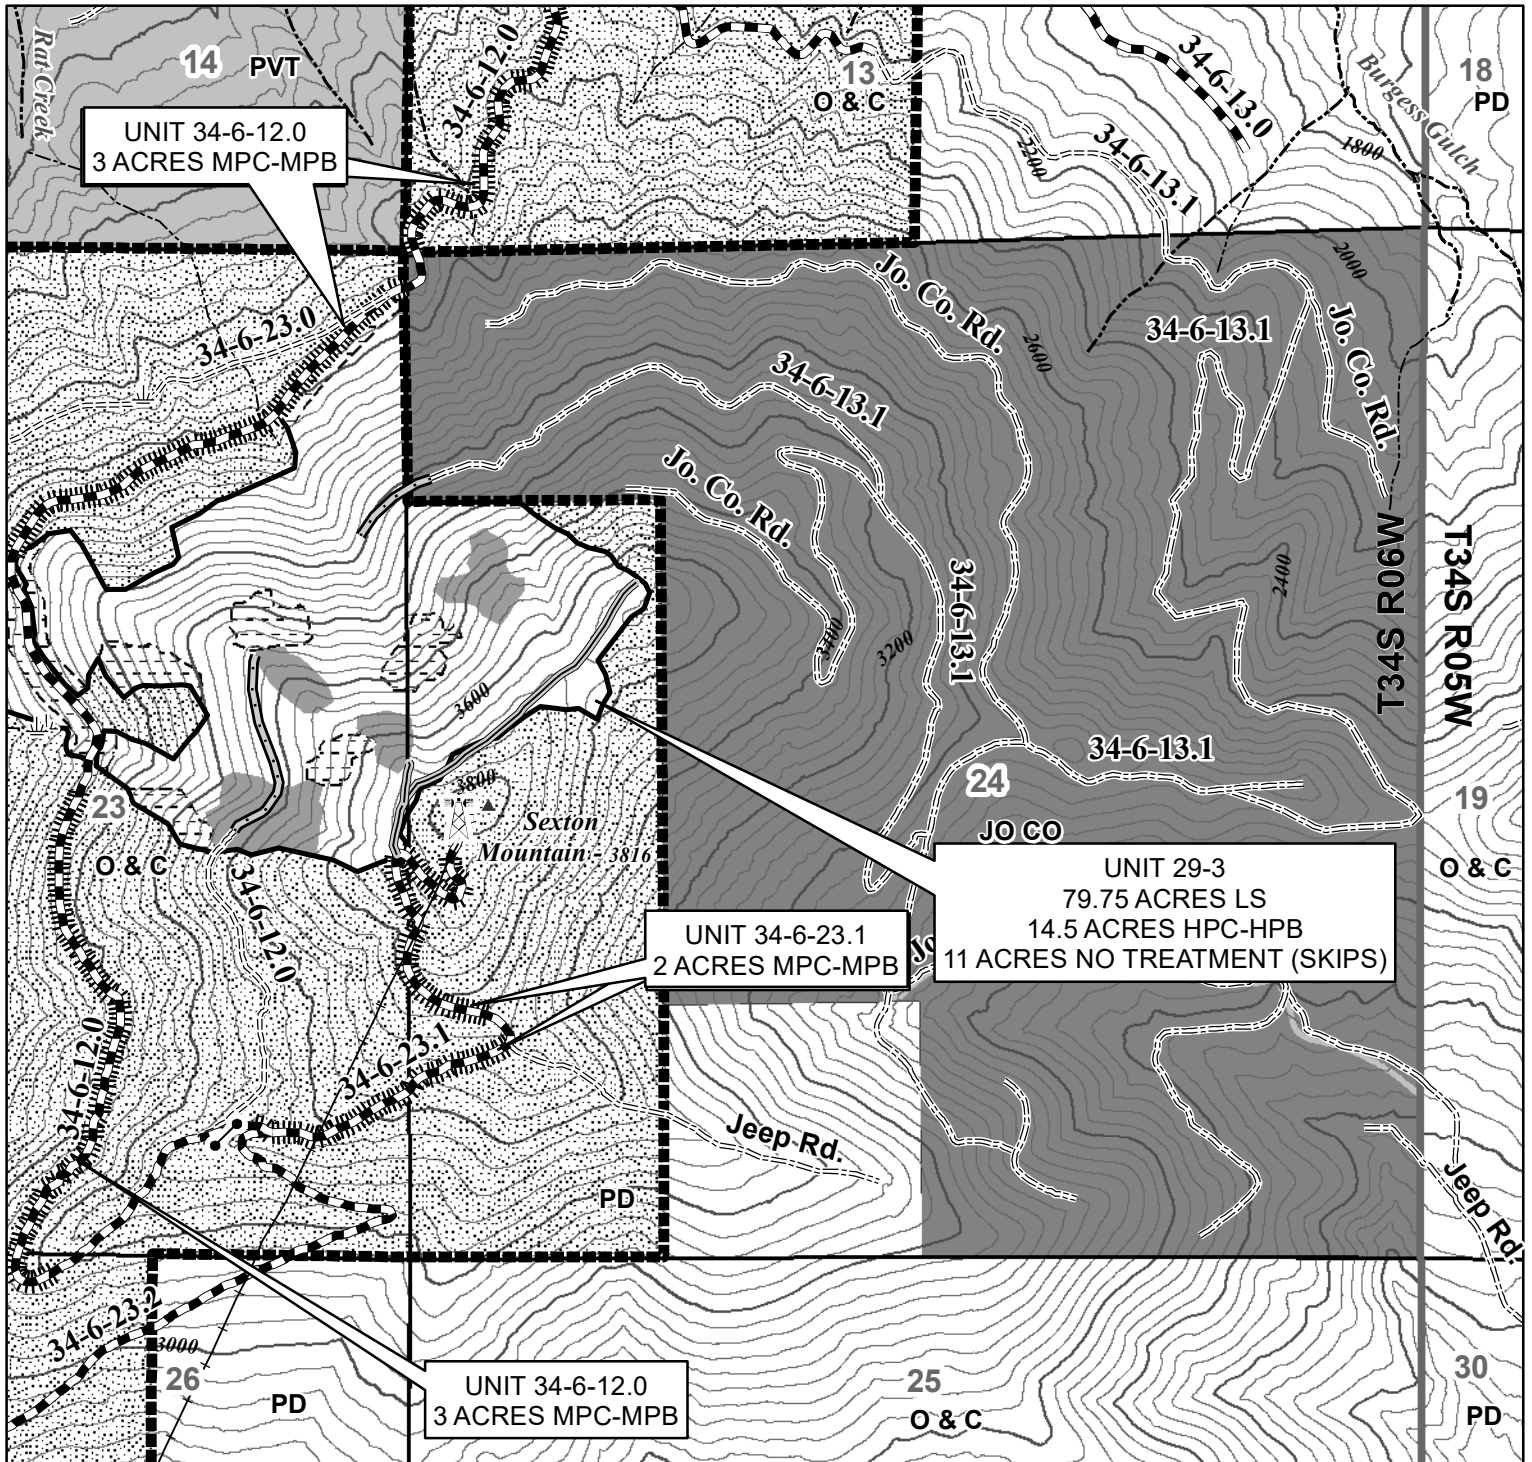 Rat Creek
14
PVT
34-6-12.0
13
O & C
34-6-13.0
18
PD
Burgess Gulch
UNIT 34-6-12.0
3 ACRES MPC-MPB
2200
34-6-13.1
1800
34-6-23.0
Jo. Co. Rd.
2600
34-6-13.1
34-6-13.1
2000
Jo. Co. Rd.
Jo. Co. Rd.
34-6-13.1
2400
T34S R06W
T34S R05W
3400
3200
3600
34-6-13.1
3800
Sexton
Mountain - 3816
24
JO CO
23
O & C
19
O & C
34-6-12.0
UNIT 29-3
79.75 ACRES LS
14.5 ACRES HPC-HPB
11 ACRES NO TREATMENT (SKIPS)
UNIT 34-6-23.1
2 ACRES MPC-MPB
Jo
34-6-12.0
34-6-23.1
Jeep Rd.
PD
Jeep Rd.
34-6-23.2
3000
26
PD
UNIT 34-6-12.0
3 ACRES MPC-MPB
25
O & C
30
PD